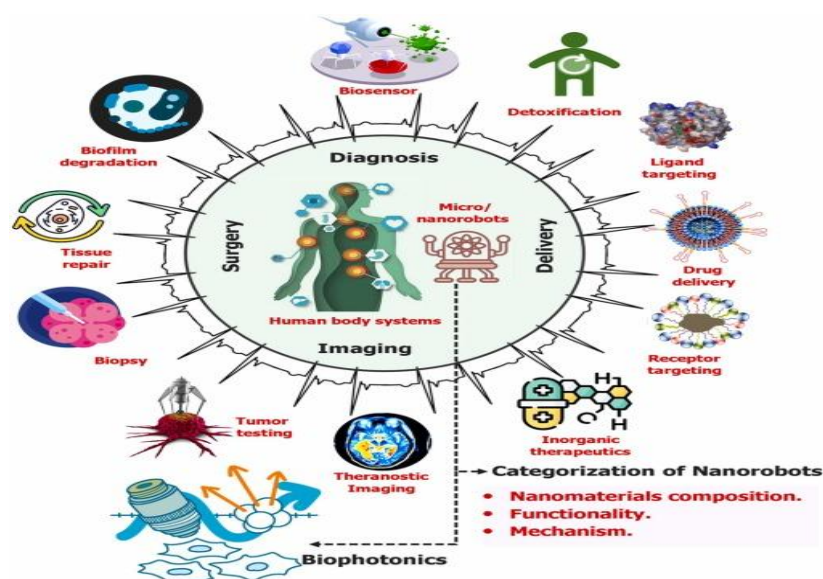 Biosensor
Detoxification
Biofilm
degradation
Diagnosis
Ligand
targeting
Micro/
nanorobots
Surgery
Delivery
Tissue
repair
Drug
delivery
Human body systems
Imaging
Biopsy
Receptor
targeting
H
H
Tumor
testing
Inorganic
therapeutics
Theranostic
Imaging
Categorization of Nanorobots
• Nanomaterials composition.
• Functionality.
• Mechanism.
Biophotonics